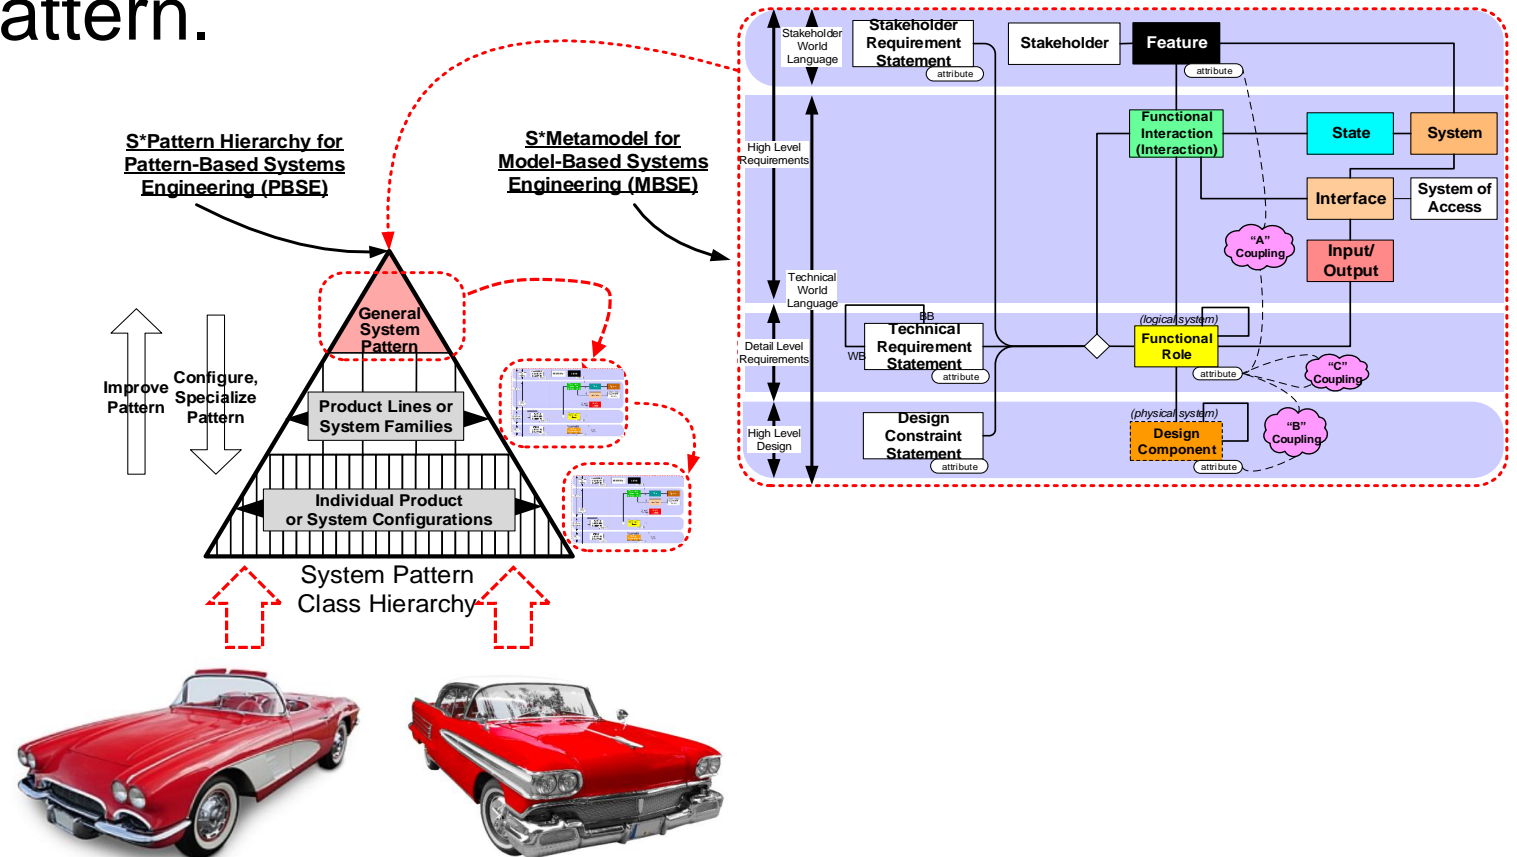 attern.
S*Pattern Hierarchy for
Pattern-Based Systems
Engineering (PBSE)
S*Metamodel for
Model-Based Systems
Engineering (MBSE)
General
System
Pattern
Improve
Pattern
Configure,
Specialize
Pattern
Product Lines or
System Families
Individual Product
or System Configurations
System Pattern
Class Hierarchy
Stakeholder
World
Language
High Level
Requirements
Technical
World
Language
Detail Level
Requirements
High Level
Design
Stakeholder
Requirement
Statement
attribute
Stakeholder
Feature
attribute
Functional
Interaction
(Interaction)
State
System
Interface
System of
Access
"A"
Coupling
Input/
Output
BB
WB
Technical
Requirement
Statement
attribute
(logical system)
Functional
Role
attribute
"C"
Coupling
Design
Constraint
Statement
attribute
(physical system)
Design
Component
attribute
"B"
Coupling